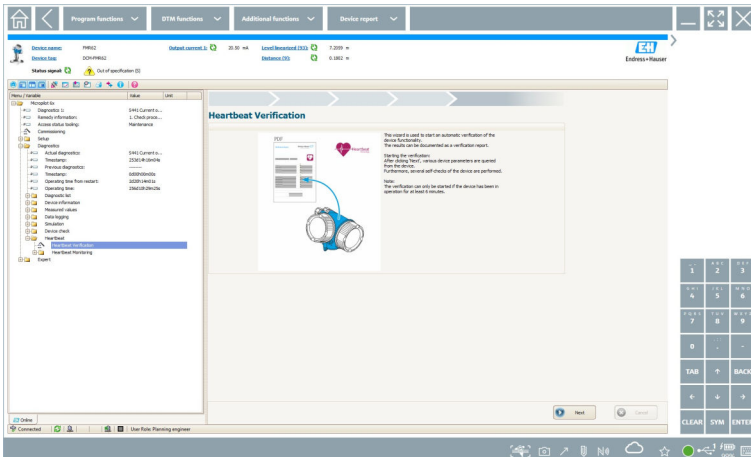 Program functions
DTM functions
Additional functions
Device report
Device name: FMR62 Output current 1: 20.50 mA Level linearized (93): 7.2009 m
Device tag: DCM-FMR62 Distance (9): 0.1802 m
Status signal: Out of specification (S)
Endress+Hauser
Menu / Variable Value Unit
Micropilot 6x
Diagnostics 1: S441 Current o...
Remedy information: 1. Check proce...
Access status tooling: Maintenance
Commissioning
Setup
Diagnostics
Actual diagnostics: S441 Current o...
Timestamp:
Previous diagnostics: --------
Timestamp: 0d00h00m00s
Operating time from restart:
Operating time:
Diagnostic list
Device information
Measured values
Data logging
Simulation
Device check
Heartbeat
Heartbeat Verification
Heartbeat Monitoring
Expert
Heartbeat Verification
PDF
Heartbeat
This wizard is used to start an automatic verification of the
device functionality.
The results can be documented as a verification report.
Starting the verification:
After clicking 'Next', various device parameters are queried
from the device.
Furthermore, several self-checks of the device are performed.
Note:
The verification can only be started if the device has been in
operation for at least 6 minutes.
Next
Cancel
Online
Connected User Role: Planning engineer
1 2 3
4 5 6
7 8 9
0 . -
TAB BACK
CLEAR SYM ENTER